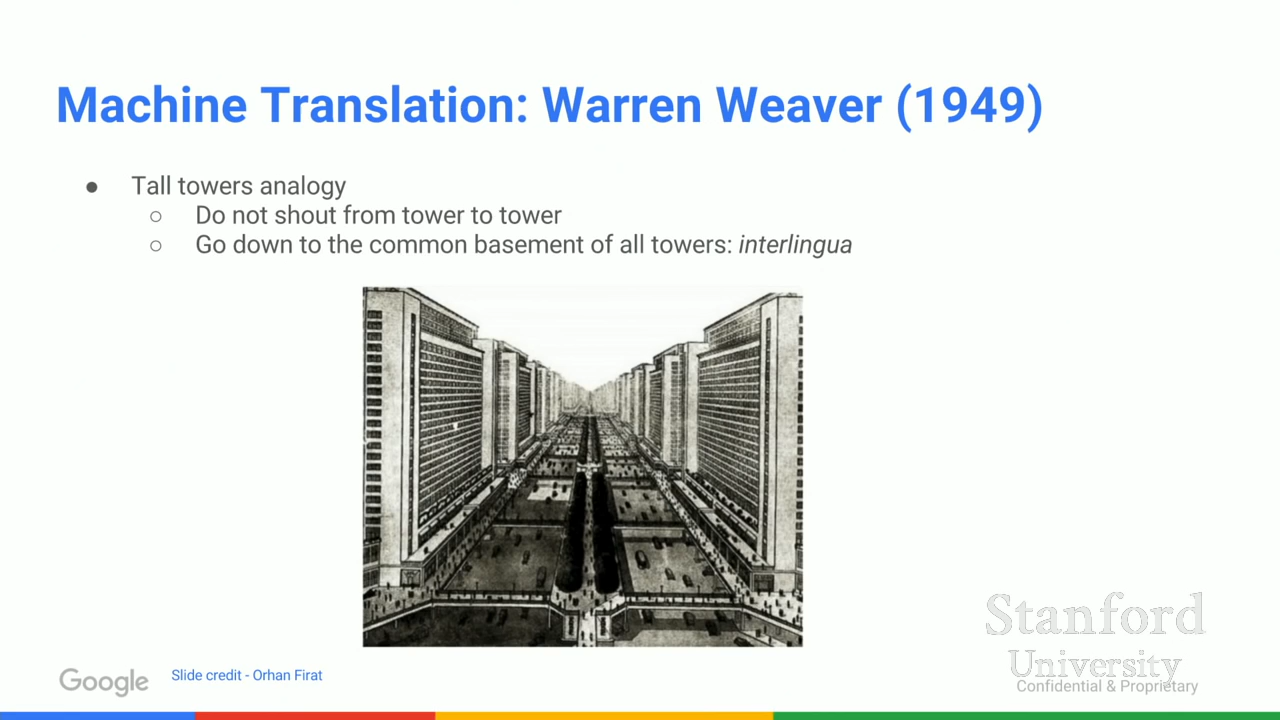 Machine Translation: Warren Weaver (1949)
● Tall towers analogy
○ Do not shout from tower to tower
○ Go down to the common basement of all towers: interlingua
Stanford
University
Google
Slide credit - Orhan Firat
Confidential & Proprietary